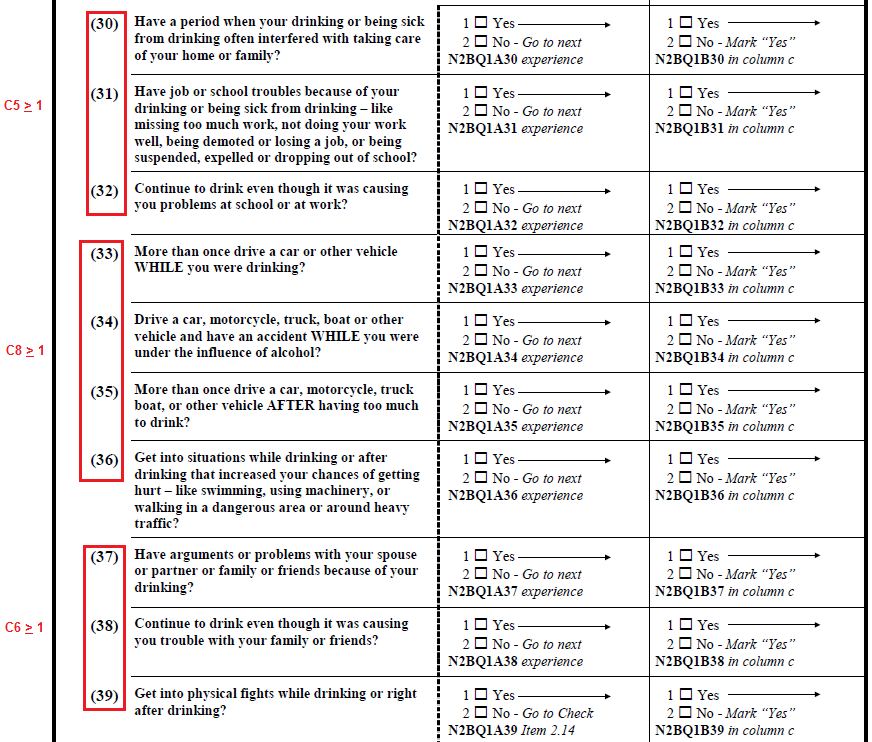 (30) Have a period when your drinking or being sick 1 ☐ Yes 1 ☐ Yes
from drinking often interfered with taking care 2 ☐ No - Go to next 2 ☐ No - Mark “Yes”
of your home or family? N2BQ1A30 experience N2BQ1B30 in column c
C5 ≥ 1
(31) Have job or school troubles because of your 1 ☐ Yes 1 ☐ Yes
drinking or being sick from drinking – like 2 ☐ No - Go to next 2 ☐ No - Mark “Yes”
missing too much work, not doing your work N2BQ1A31 experience N2BQ1B31 in column c
well, being demoted or losing a job, or being
suspended, expelled or dropping out of school?
(32) Continue to drink even though it was causing 1 ☐ Yes 1 ☐ Yes
you problems at school or at work? 2 ☐ No - Go to next 2 ☐ No - Mark “Yes”
N2BQ1A32 experience N2BQ1B32 in column c
(33) More than once drive a car or other vehicle 1 ☐ Yes 1 ☐ Yes
WHILE you were drinking? 2 ☐ No - Go to next 2 ☐ No - Mark “Yes”
N2BQ1A33 experience N2BQ1B33 in column c
(34) Drive a car, motorcycle, truck, boat or other 1 ☐ Yes 1 ☐ Yes
vehicle and have an accident WHILE you were 2 ☐ No - Go to next 2 ☐ No - Mark “Yes”
under the influence of alcohol? N2BQ1A34 experience N2BQ1B34 in column c
C8 ≥ 1
(35) More than once drive a car, motorcycle, truck 1 ☐ Yes 1 ☐ Yes
boat, or other vehicle AFTER having too much 2 ☐ No - Go to next 2 ☐ No - Mark “Yes”
to drink? N2BQ1A35 experience N2BQ1B35 in column c
(36) Get into situations while drinking or after 1 ☐ Yes 1 ☐ Yes
drinking that increased your chances of getting 2 ☐ No - Go to next 2 ☐ No - Mark “Yes”
hurt – like swimming, using machinery, or N2BQ1A36 experience N2BQ1B36 in column c
walking in a dangerous area or around heavy
traffic?
(37) Have arguments or problems with your spouse 1 ☐ Yes 1 ☐ Yes
or partner or family or friends because of your 2 ☐ No - Go to next 2 ☐ No - Mark “Yes”
drinking? N2BQ1A37 experience N2BQ1B37 in column c
C6 ≥ 1
(38) Continue to drink even though it was causing 1 ☐ Yes 1 ☐ Yes
you trouble with your family or friends? 2 ☐ No - Go to next 2 ☐ No - Mark “Yes”
N2BQ1A38 experience N2BQ1B38 in column c
(39) Get into physical fights while drinking or right 1 ☐ Yes 1 ☐ Yes
after drinking? 2 ☐ No - Go to Check 2 ☐ No - Mark “Yes”
N2BQ1A39 Item 2.14 N2BQ1B39 in column c